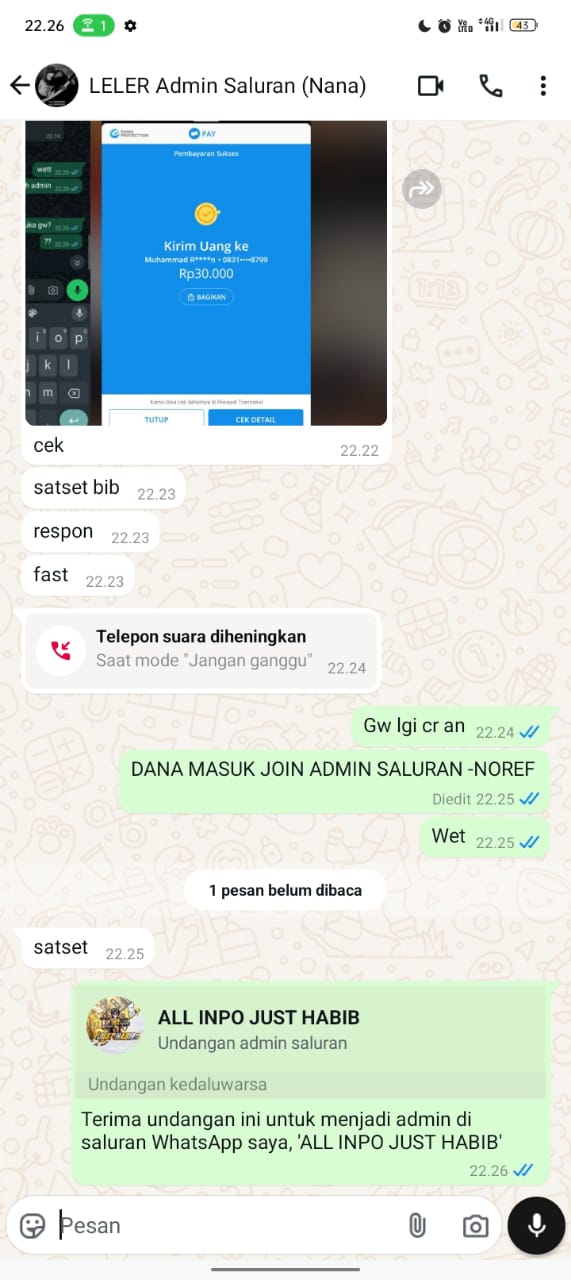 22.26
1
Vo
LTE
4G
43
LELER Admin Saluran (Nana)
22.19
wett 22.20
admin 22.20
ka gw?
??
DANA PROTECTION
PAY
Pembayaran Sukses
Kirim Uang ke
Muhammad R****n • 0831••••8799
Rp30.000
BAGIKAN
Kamu bisa cek detailnya di Riwayat Transaksi
TUTUP
CEK DETAIL
i o p
k l
m
cek 22.22
satset bib 22.23
respon 22.23
fast 22.23
Telepon suara diheningkan
Saat mode "Jangan ganggu" 22.24
Gw lgi cr an 22.24
DANA MASUK JOIN ADMIN SALURAN -NOREF
Diedit 22.25
Wet 22.25
1 pesan belum dibaca
satset 22.25
ALL INPO JUST HABIB
Undangan admin saluran
Undangan kedaluwarsa
Terima undangan ini untuk menjadi admin di
saluran WhatsApp saya, 'ALL INPO JUST HABIB'
22.26
Pesan